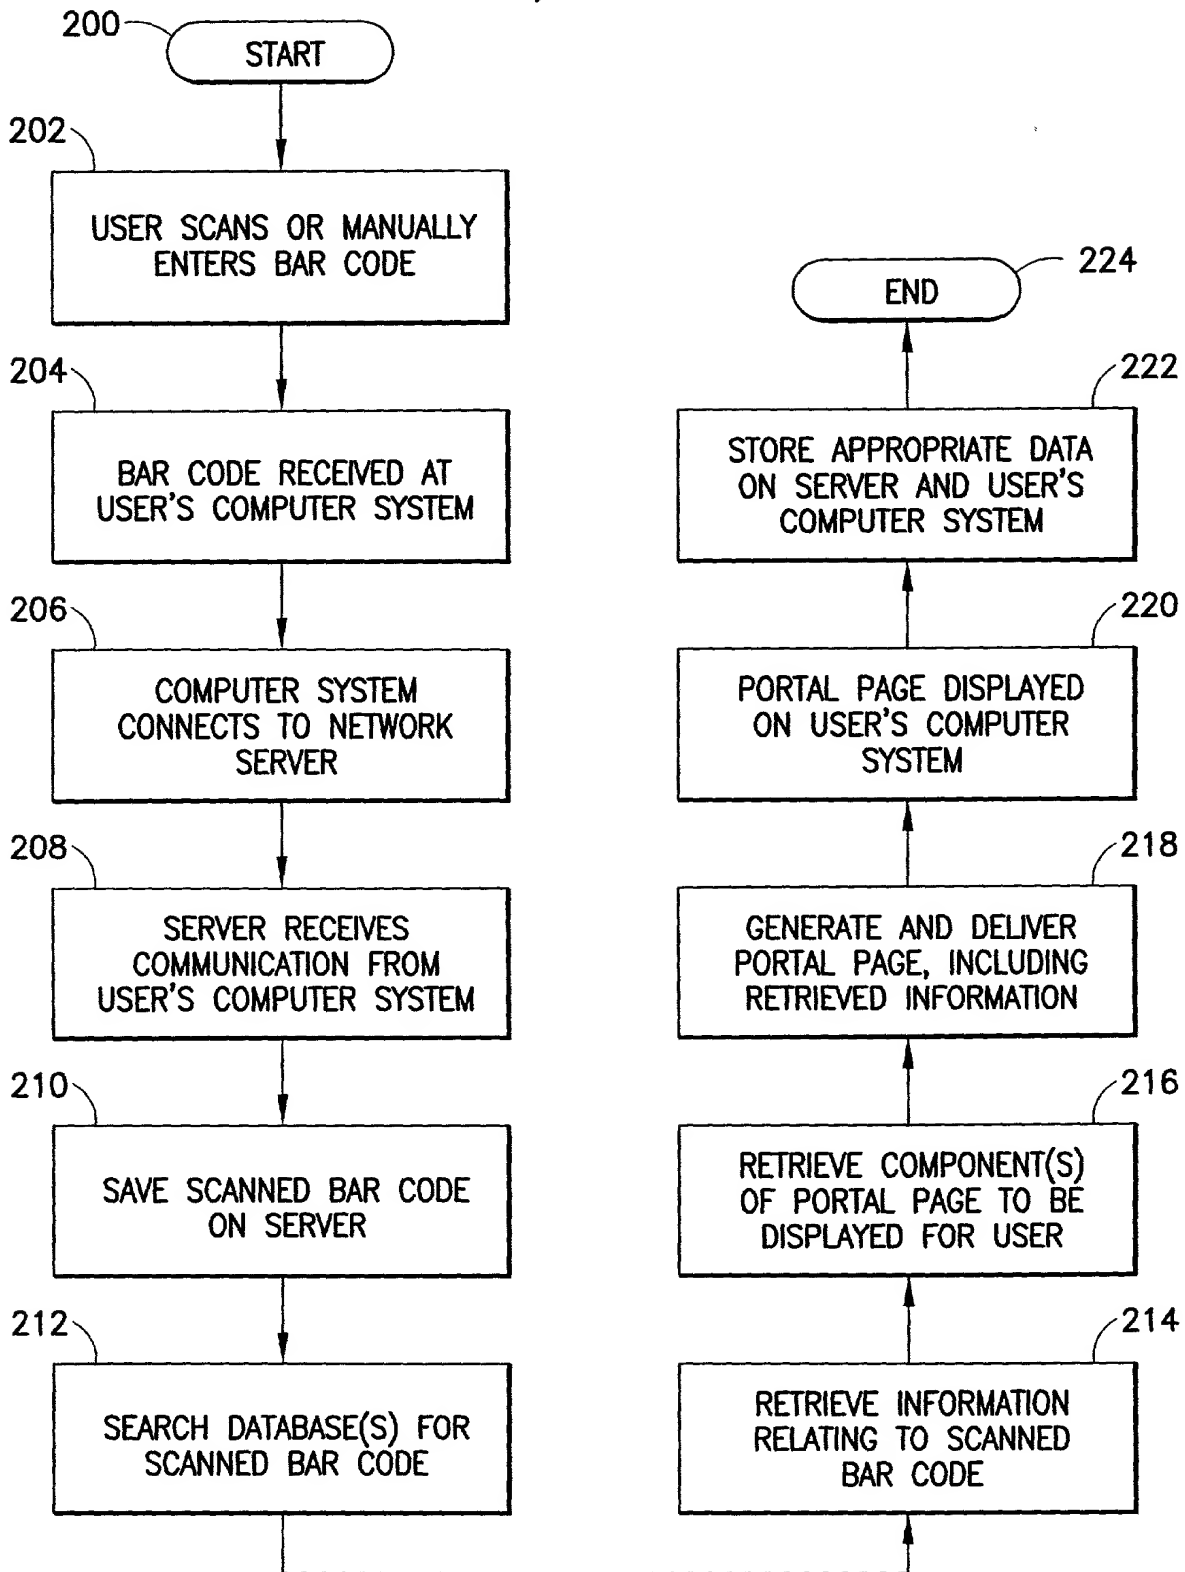 200
START
202
USER SCANS OR MANUALLY
ENTERS BAR CODE
204
BAR CODE RECEIVED AT
USER'S COMPUTER SYSTEM
206
COMPUTER SYSTEM
CONNECTS TO NETWORK
SERVER
208
SERVER RECEIVES
COMMUNICATION FROM
USER'S COMPUTER SYSTEM
210
SAVE SCANNED BAR CODE
ON SERVER
212
SEARCH DATABASE(S) FOR
SCANNED BAR CODE
214
RETRIEVE INFORMATION
RELATING TO SCANNED
BAR CODE
216
RETRIEVE COMPONENT(S)
OF PORTAL PAGE TO BE
DISPLAYED FOR USER
218
GENERATE AND DELIVER
PORTAL PAGE, INCLUDING
RETRIEVED INFORMATION
220
PORTAL PAGE DISPLAYED
ON USER'S COMPUTER
SYSTEM
222
STORE APPROPRIATE DATA
ON SERVER AND USER'S
COMPUTER SYSTEM
224
END